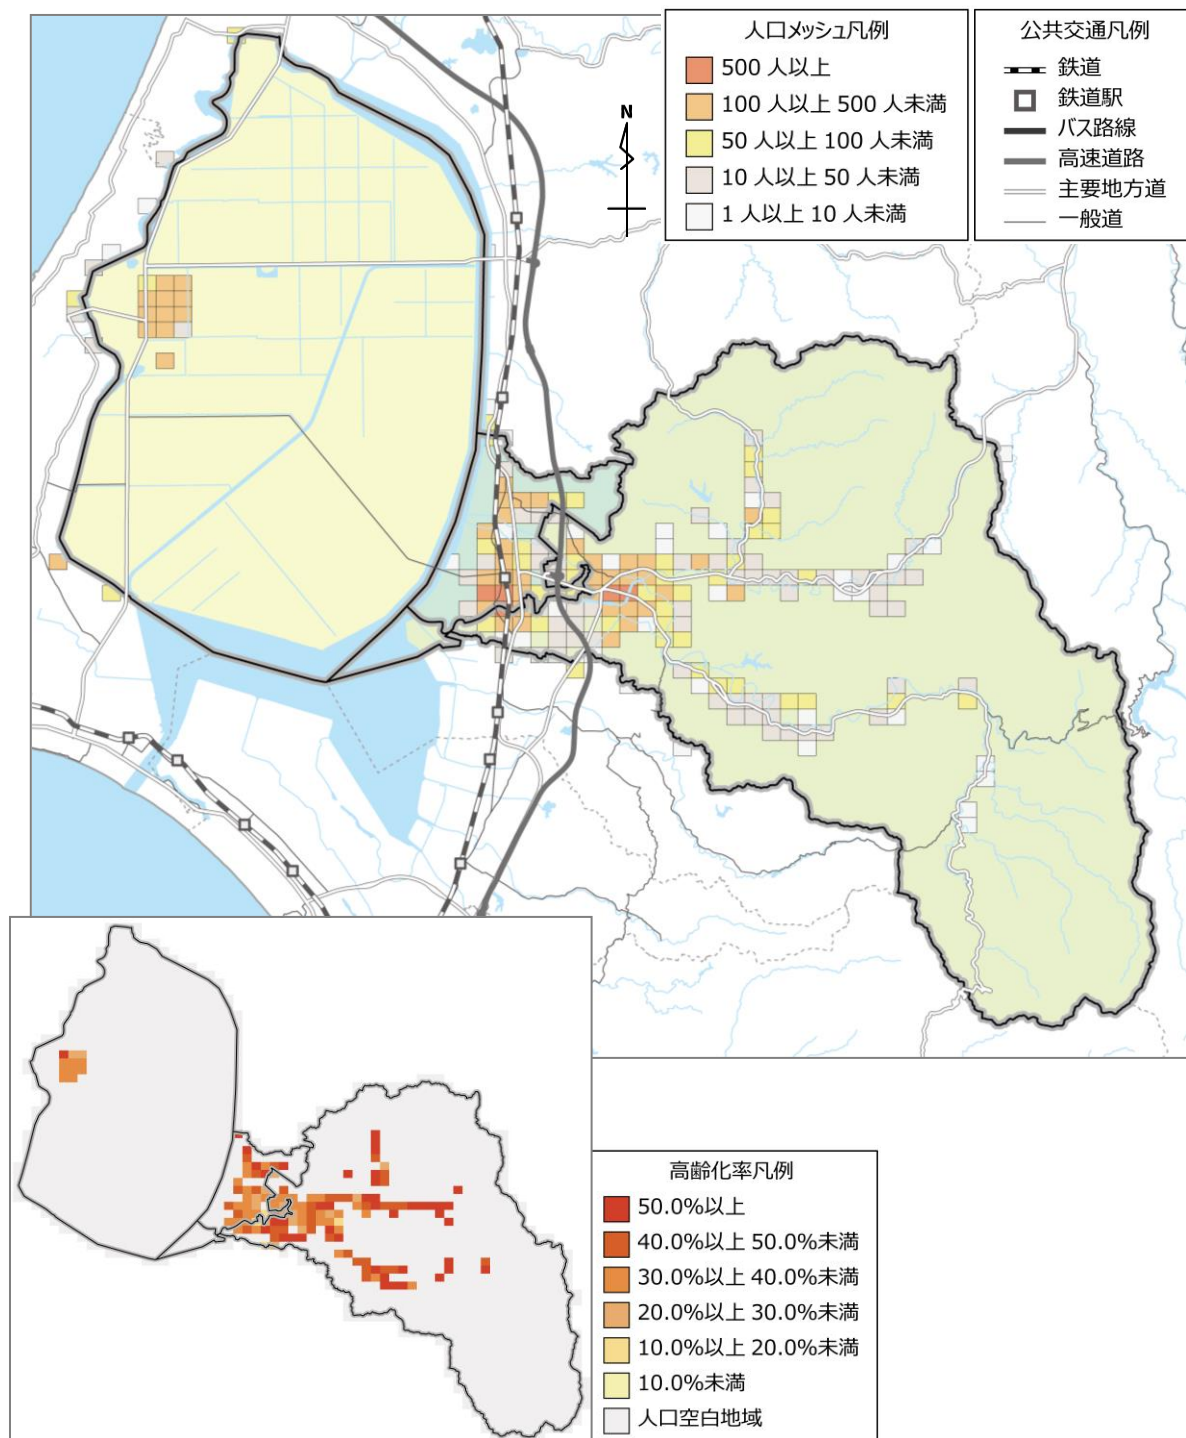 人口メッシュ凡例
500 人以上
100 人以上 500 人未満
50 人以上 100 人未満
10 人以上 50 人未満
1 人以上 10 人未満
公共交通凡例
鉄道
鉄道駅
バス路線
高速道路
主要地方道
一般道
N
高齢化率凡例
50.0%以上
40.0%以上 50.0%未満
30.0%以上 40.0%未満
20.0%以上 30.0%未満
10.0%以上 20.0%未満
10.0%未満
人口空白地域